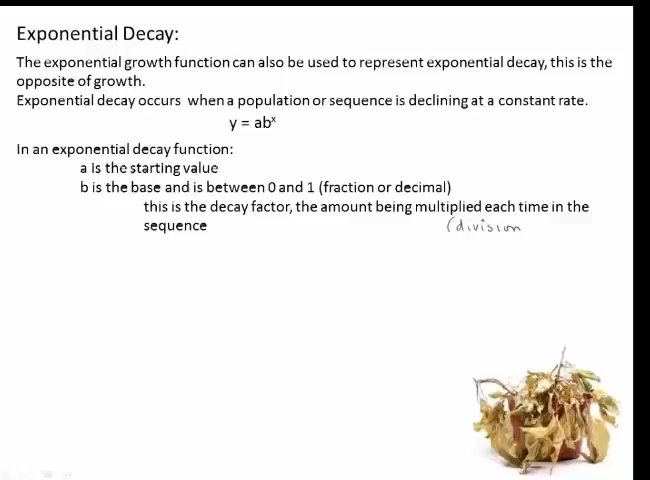 Exponential Decay:
The exponential growth function can also be used to represent exponential decay, this is the
opposite of growth.
Exponential decay occurs when a population or sequence is declining at a constant rate.
y = abˣ
In an exponential decay function:
a is the starting value
b is the base and is between 0 and 1 (fraction or decimal)
this is the decay factor, the amount being multiplied each time in the
sequence (division